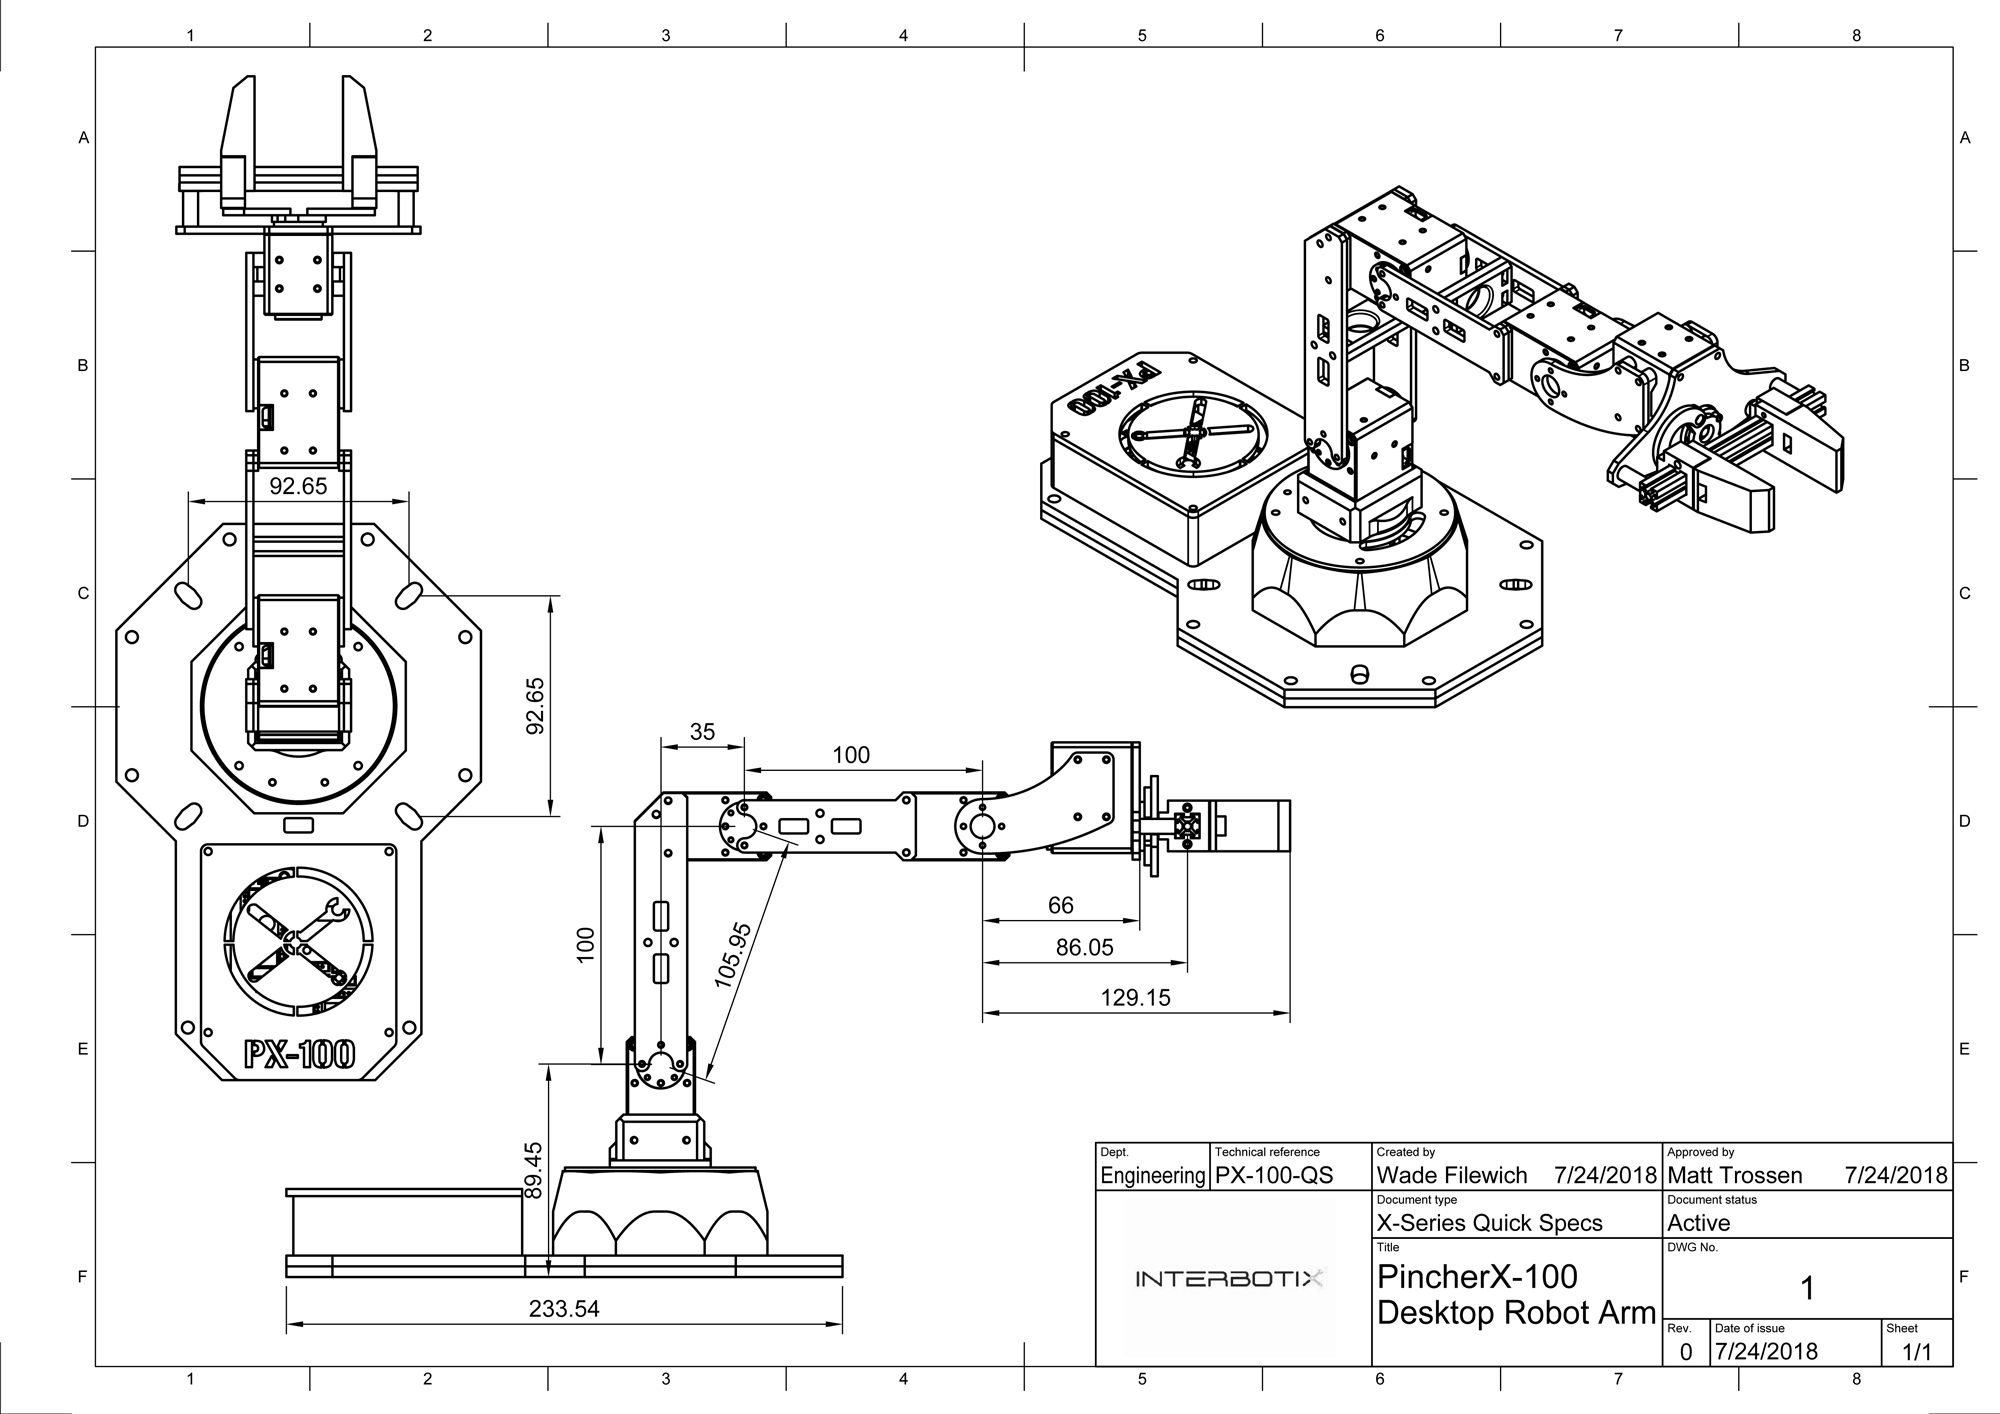 1 2 3 4 5 6 7 8
A A
B B
C C
D D
E E
F F
92.65
92.65
PX-100
PX-100
35
100
100
105.95
66
86.05
129.15
89.45
233.54
Dept.
Engineering
Technical reference
PX-100-QS
Created by
Wade Filewich 7/24/2018
Approved by
Matt Trossen 7/24/2018
Document type
X-Series Quick Specs
Document status
Active
INTERBOTIX
Title
PincherX-100
Desktop Robot Arm
DWG No.
1
Rev.
0
Date of issue
7/24/2018
Sheet
1/1
1 2 3 4 5 6 7 8